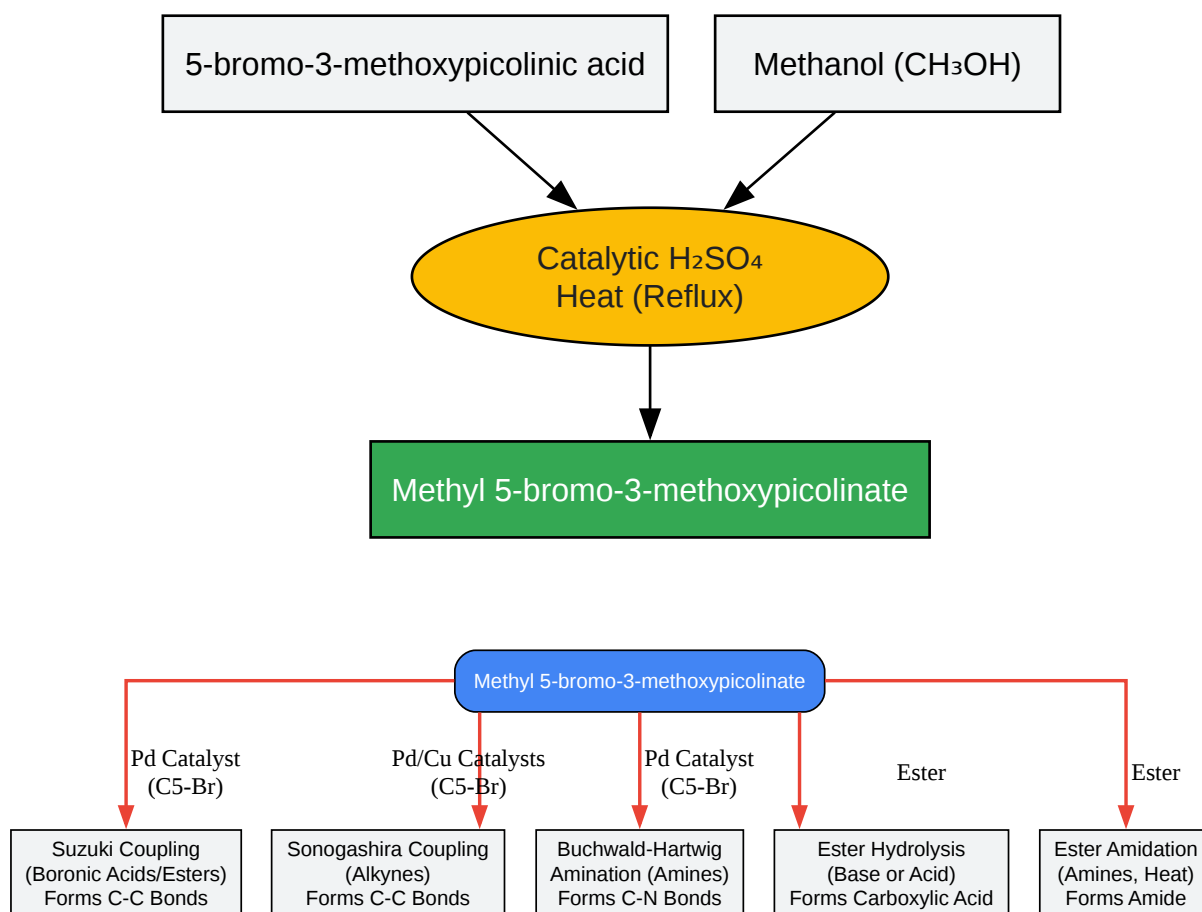 5-bromo-3-methoxypicolinic acid
Methanol (CH₃OH)
Catalytic H₂SO₄
Heat (Reflux)
Methyl 5-bromo-3-methoxypicolinate
Methyl 5-bromo-3-methoxypicolinate
Pd Catalyst
(C5-Br)
Pd/Cu Catalysts
(C5-Br)
Pd Catalyst
(C5-Br)
Ester
Ester
Suzuki Coupling
(Boronic Acids/Esters)
Forms C-C Bonds
Sonogashira Coupling
(Alkynes)
Forms C-C Bonds
Buchwald-Hartwig
Amination (Amines)
Forms C-N Bonds
Ester Hydrolysis
(Base or Acid)
Forms Carboxylic Acid
Ester Amidation
(Amines, Heat)
Forms Amide